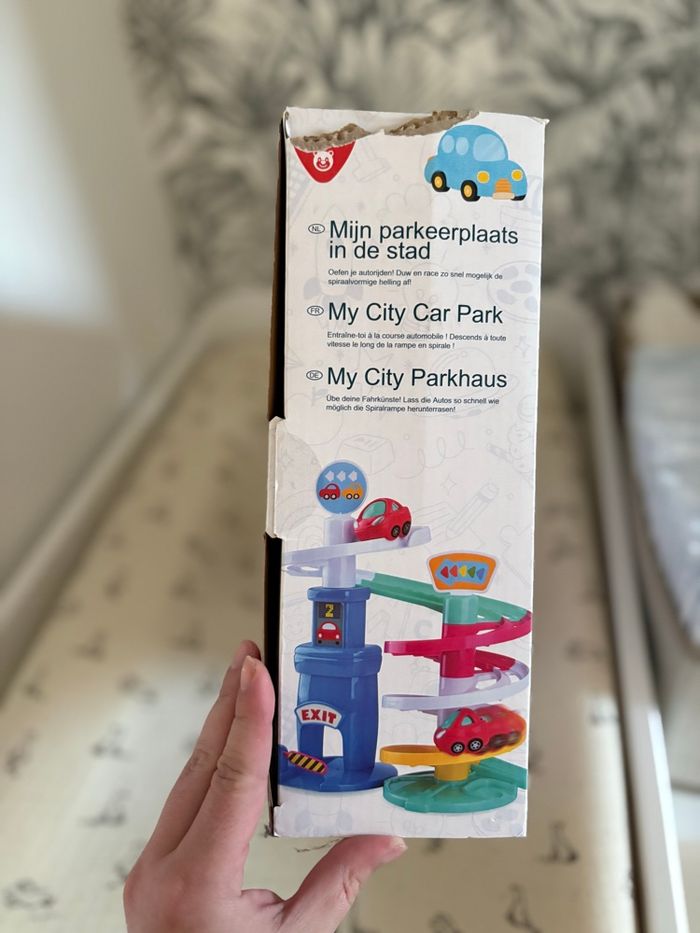 NL Mijn parkeerplaats
in de stad
Oefen je autorijden! Duw en race zo snel mogelijk de
spiraalvormige helling af!
FR My City Car Park
Entraîne-toi à la course automobile ! Descends à toute
vitesse le long de la rampe en spirale !
DE My City Parkhaus
Übe deine Fahrkünste! Lass die Autos so schnell wie
möglich die Spiralrampe herunterrasen!
2
EXIT